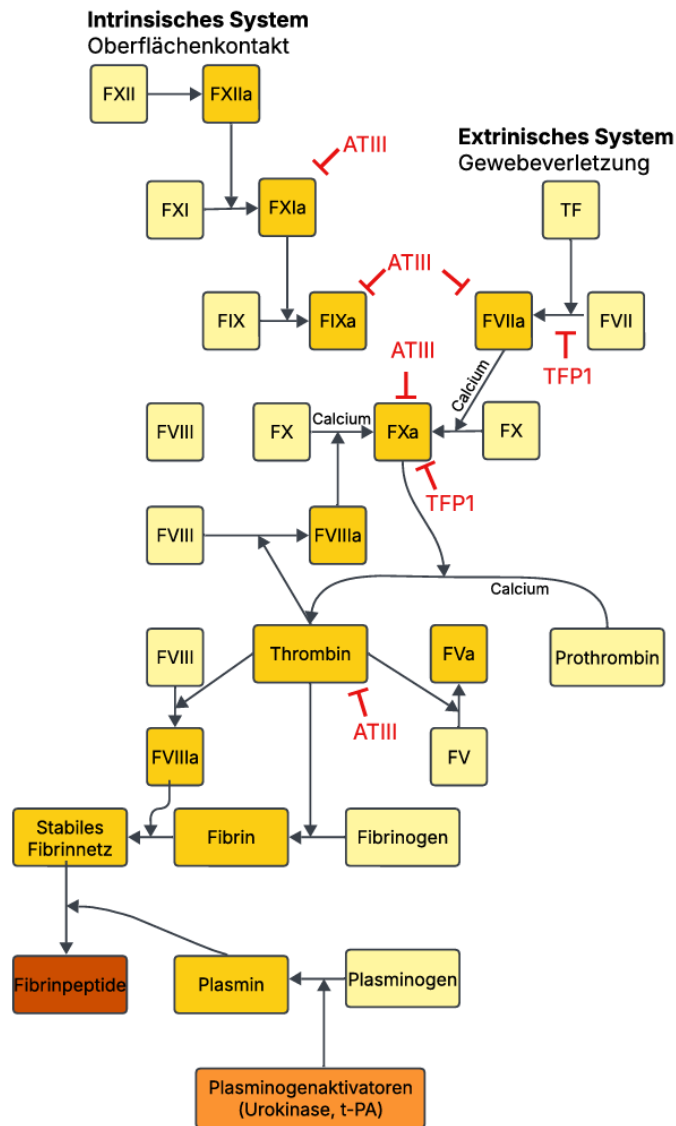 Intrinsisches System
Oberflächenkontakt
FXII
FXIIa
ATIII
Extrinisches System
Gewebeverletzung
FXI
FXIa
TF
ATIII
FIX
FIXa
FVIIa
FVII
ATIII
TFP1
Calcium
FVIII
FX
Calcium
FXa
FX
TFP1
FVIII
FVIIIa
Calcium
FVIII
Thrombin
FVa
Prothrombin
ATIII
FVIIIa
FV
Stabiles
Fibrinnetz
Fibrin
Fibrinogen
Fibrinpeptide
Plasmin
Plasminogen
Plasminogenaktivatoren
(Urokinase, t-PA)